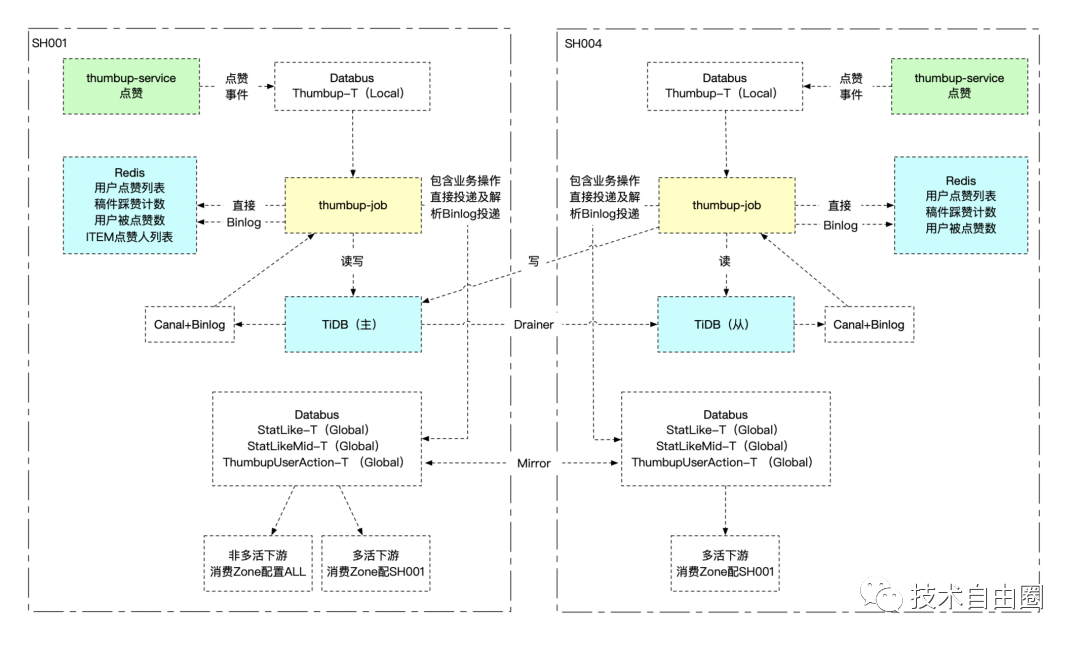 SH001
thumbup-service
点赞
点赞
事件
Databus
Thumbup-T（Local）
Redis
用户点赞列表
稿件踩赞计数
用户被点赞数
ITEM点赞人列表
直接
Binlog
thumbup-job
包含业务操作
直接投递及解
析Binlog投递
读写
Canal+Binlog
TiDB（主）
Databus
StatLike-T（Global）
StatLikeMid-T（Global）
ThumbupUserAction-T （Global）
非多活下游
消费Zone配置ALL
多活下游
消费Zone配SH001
写
Drainer
Mirror
SH004
Databus
Thumbup-T（Local）
点赞
事件
thumbup-service
点赞
包含业务操作
直接投递及解
析Binlog投递
thumbup-job
直接
Binlog
Redis
用户点赞列表
稿件踩赞计数
用户被点赞数
读
TiDB（从）
Canal+Binlog
Databus
StatLike-T（Global）
StatLikeMid-T（Global）
ThumbupUserAction-T （Global）
多活下游
消费Zone配SH001
技术自由圈